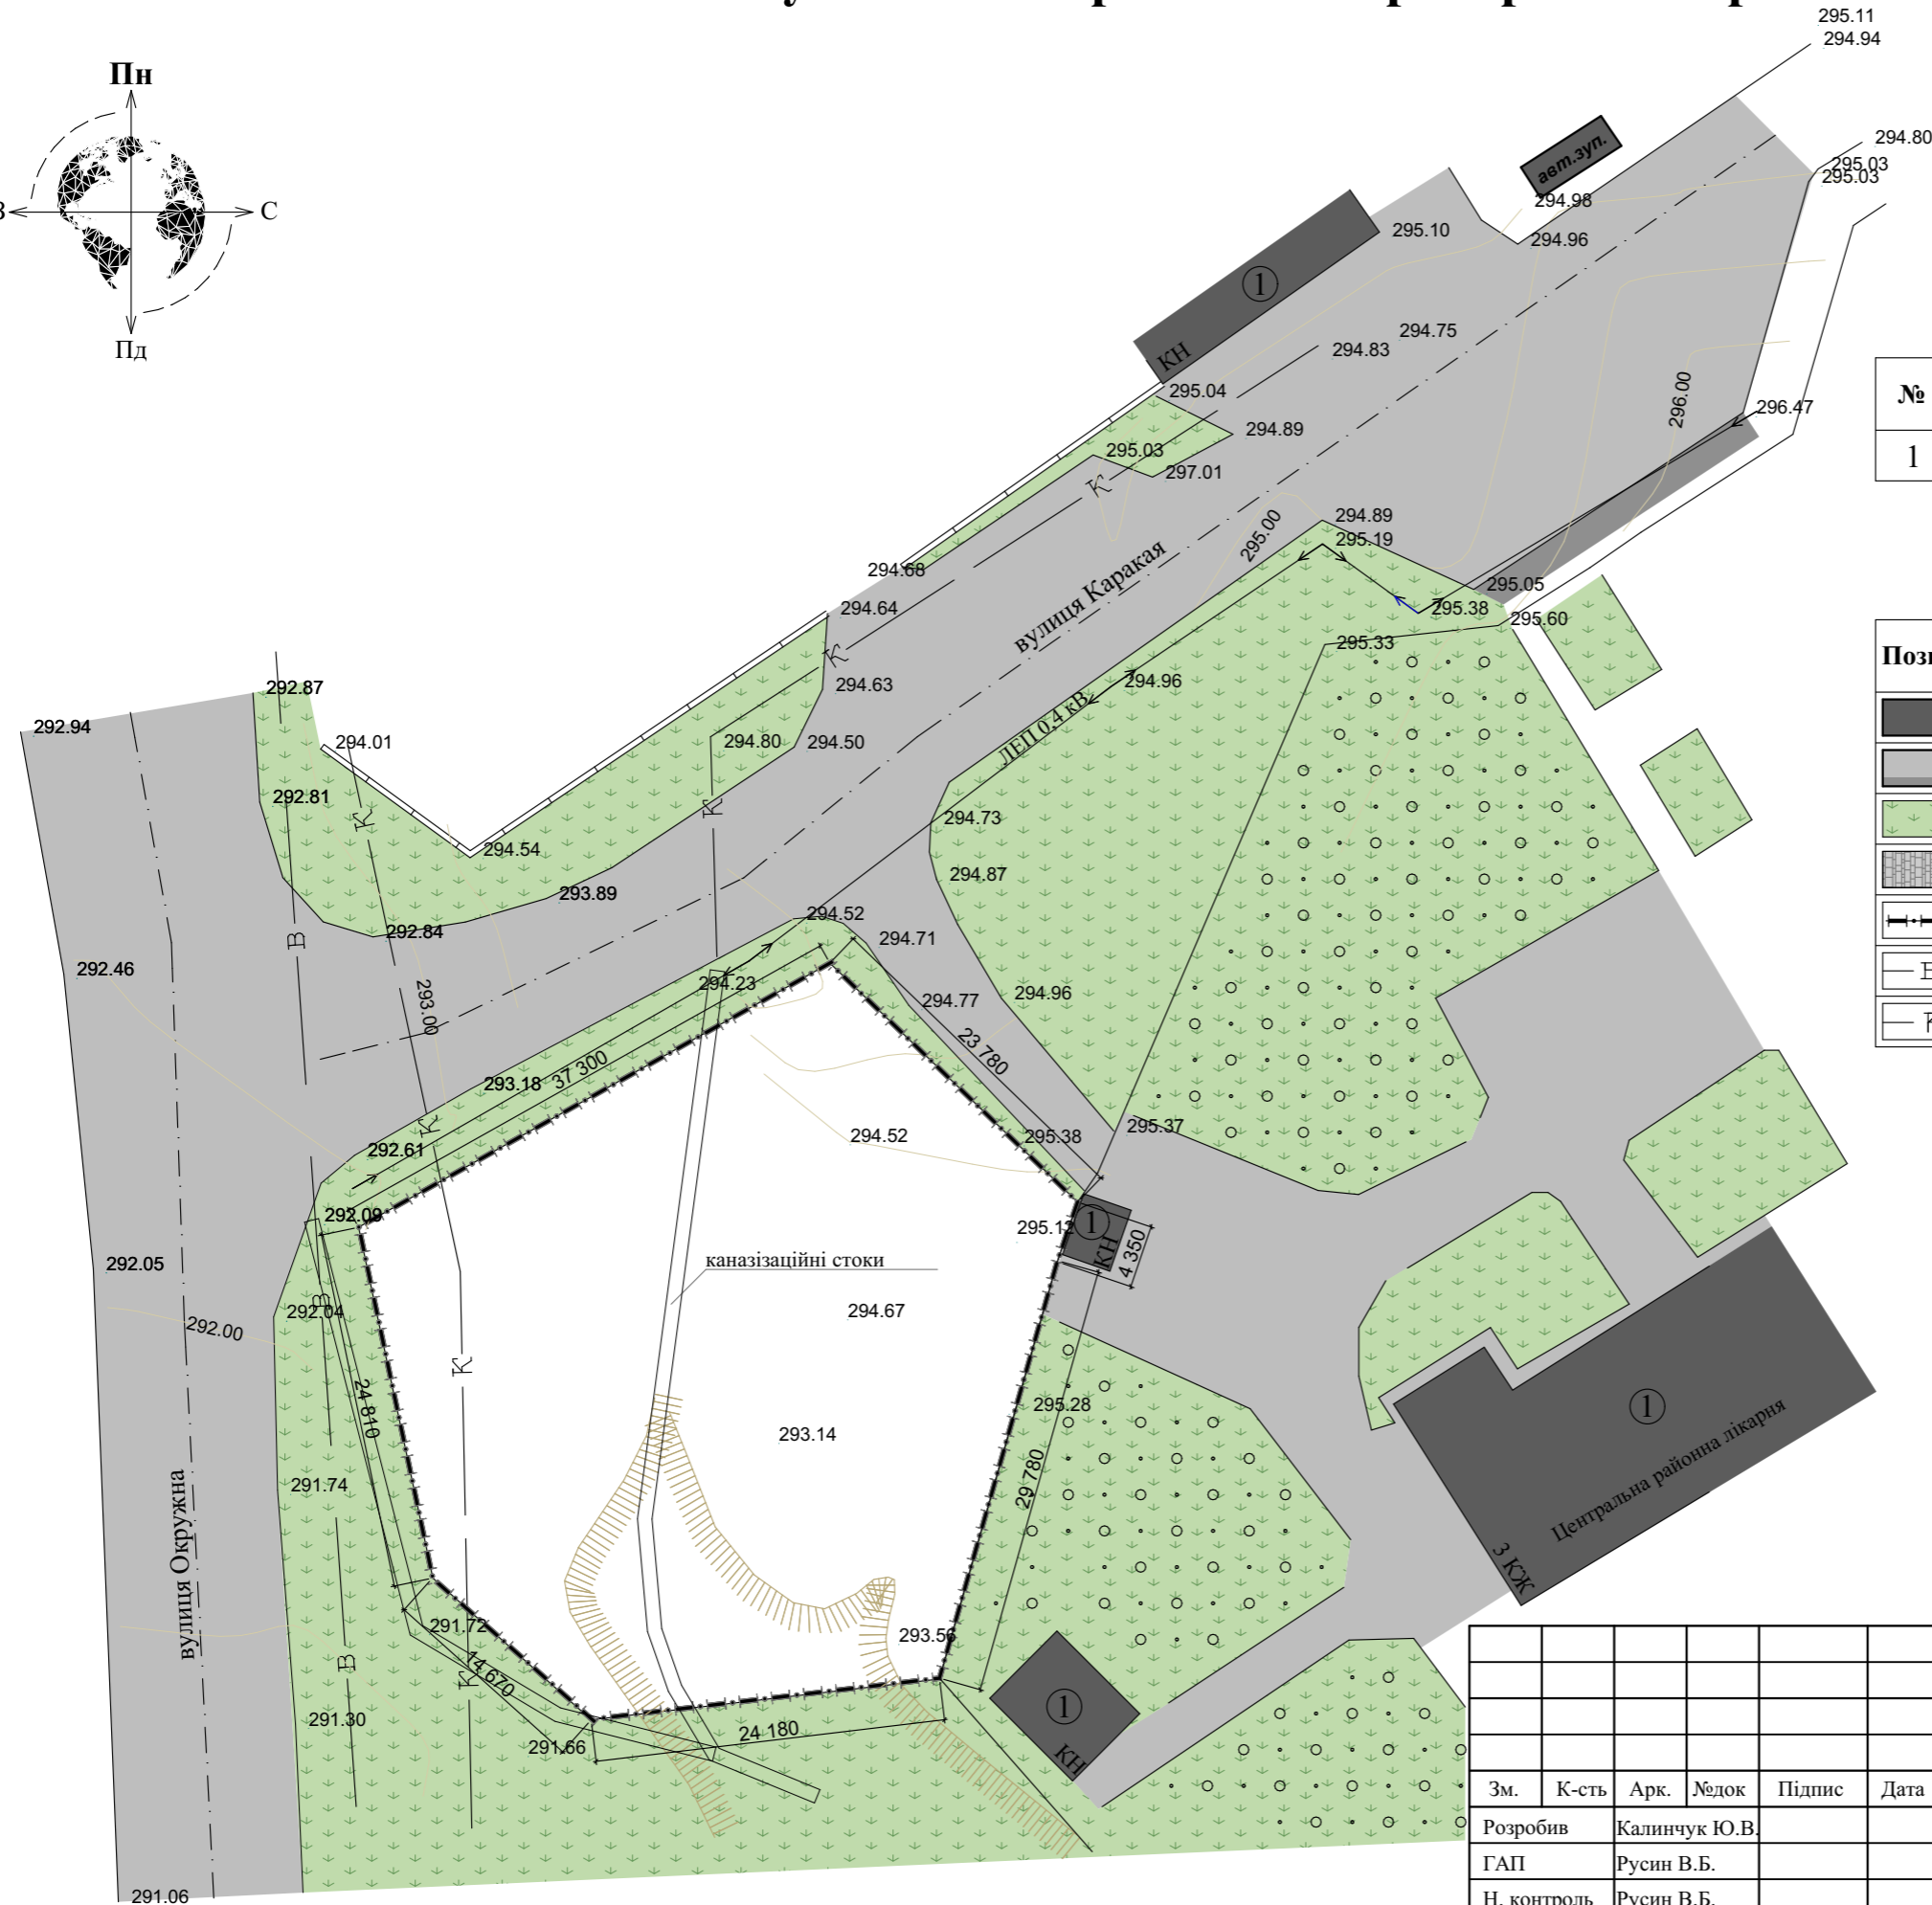 295.11
294.94
Пн
С
Пд
авт.зуп.
294.80
295.03
295.03
294.98
295.10
294.96
1
294.75
294.83
КН
295.04
296.00
296.47
№
1
294.89
295.03
297.01
К
294.89
295.00
295.19
294.68
вулиця Каракая
294.64
295.05
295.38
295.60
295.33
К
294.63
294.96
292.87
292.94
294.01
294.80
294.50
ЛЕП 0,4 кВ
292.81
К
К
294.73
294.54
294.87
293.89
294.52
292.84
В
294.71
292.46
294.23
294.77
294.96
293.00
23 780
37 300
293.18
К
292.61
294.52
295.38
295.37
292.09
295.12
1
КН
4 350
каназізаційні стоки
292.05
В
292.04
294.67
292.00
К
24 810
295.28
293.14
1
Центральна районна лікарня
3 КЖ
291.74
29 780
вулиця Окружна
291.72
293.56
В
К
14 670
1
КН
291.30
24 180
291.66
291.06
Зм. К-сть Арк. №док Підпис Дата
Розробив Калинчук Ю.В.
ГАП Русин В.Б.
Н. контроль Русин В.Б.